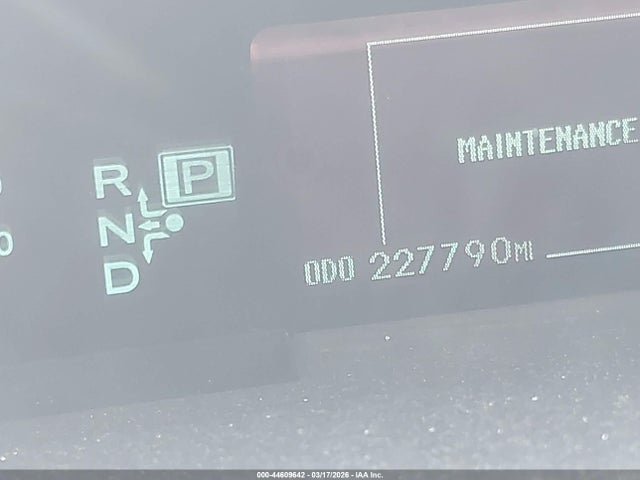 MAINTENANCE
R P
N
D
ODO 227790MI
000-44609642 - 03/17/2026 - IAA Inc.